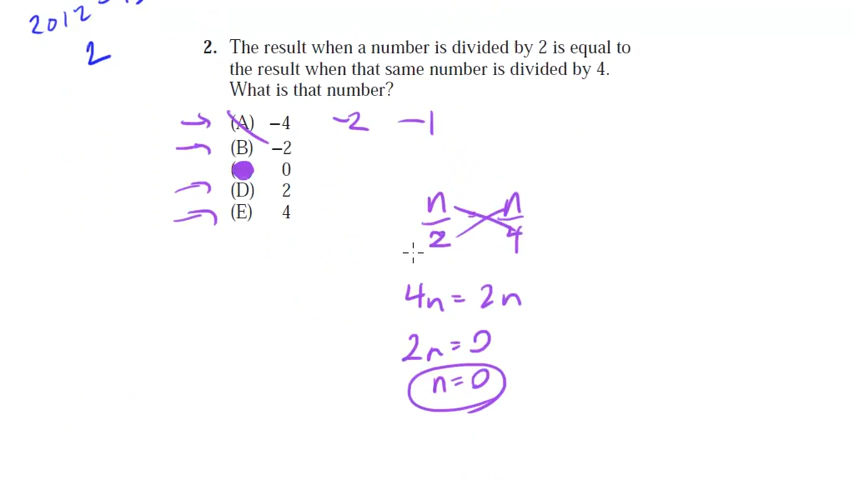 2012
2
2. The result when a number is divided by 2 is equal to
the result when that same number is divided by 4.
What is that number?
(A) −4 -2 -1
(B) −2
0
(D) 2
(E) 4
n/2 n/4
4n = 2n
2n = 0
n = 0